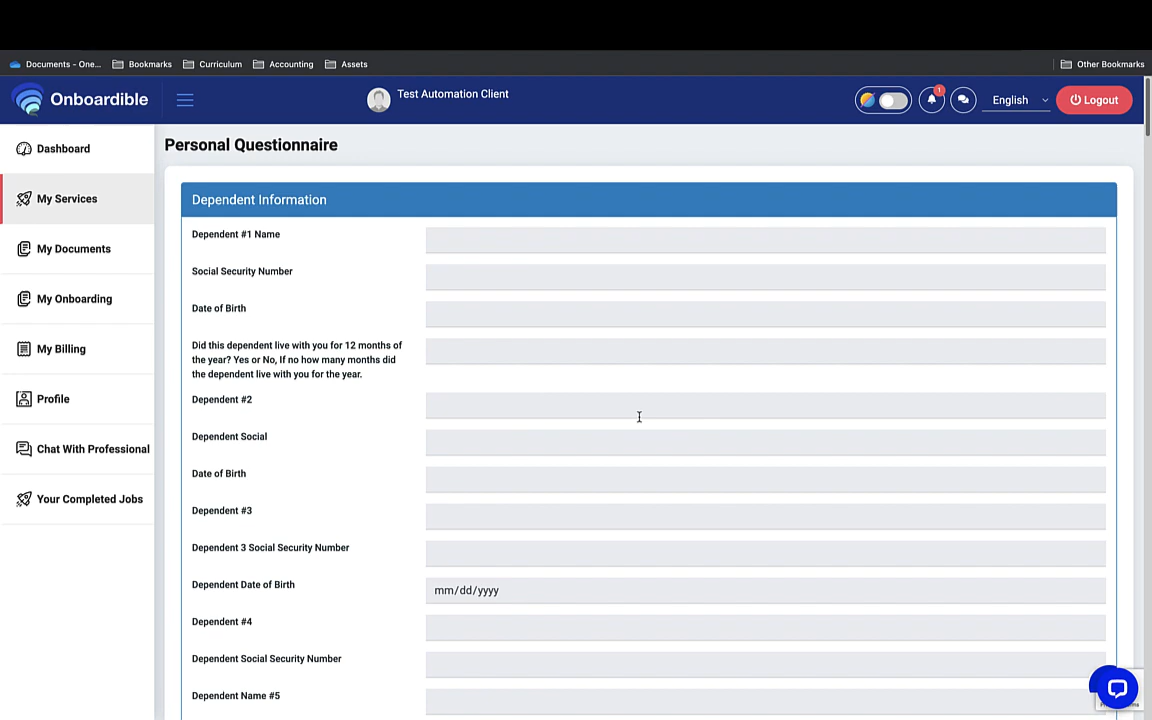 Documents - One...
Bookmarks
Curriculum
Accounting
Assets
Other Bookmarks
Onboardible
Test Automation Client
1
English
Logout
Dashboard
My Services
My Documents
My Onboarding
My Billing
Profile
Chat With Professional
Your Completed Jobs
Personal Questionnaire
Dependent Information
Dependent #1 Name
Social Security Number
Date of Birth
Did this dependent live with you for 12 months of
the year? Yes or No, If no how many months did
the dependent live with you for the year.
Dependent #2
Dependent Social
Date of Birth
Dependent #3
Dependent 3 Social Security Number
Dependent Date of Birth
mm/dd/yyyy
Dependent #4
Dependent Social Security Number
Dependent Name #5